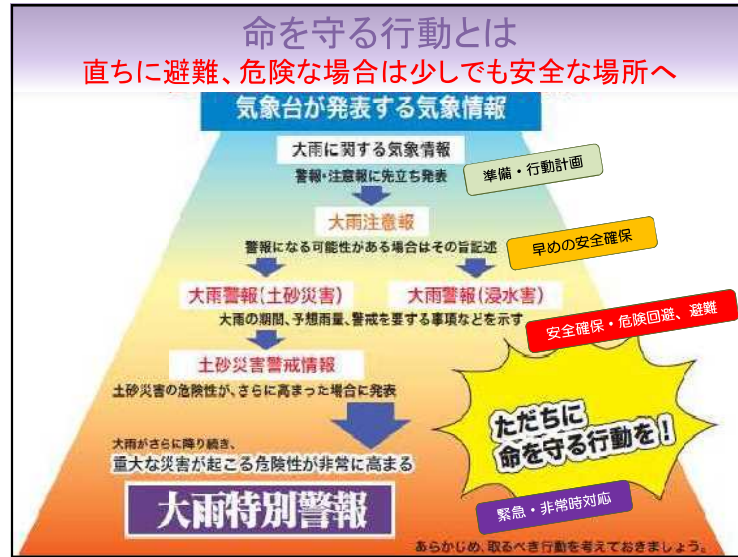 命を守る行動とは
直ちに避難、危険な場合は少しでも安全な場所へ
気象台が発表する気象情報
大雨に関する気象情報
警報・注意報に先立ち発表
準備・行動計画
大雨注意報
警報になる可能性がある場合はその旨記述
早めの安全確保
大雨警報(土砂災害)
大雨警報(浸水害)
大雨の期間、予想雨量、警戒を要する事項などを示す
安全確保・危険回避、避難
土砂災害警戒情報
土砂災害の危険性が、さらに高まった場合に発表
ただちに
命を守る行動を!
大雨がさらに降り続き、
重大な災害が起こる危険性が非常に高まる
大雨特別警報
緊急・非常時対応
あらかじめ、取るべき行動を考えておきましょう。